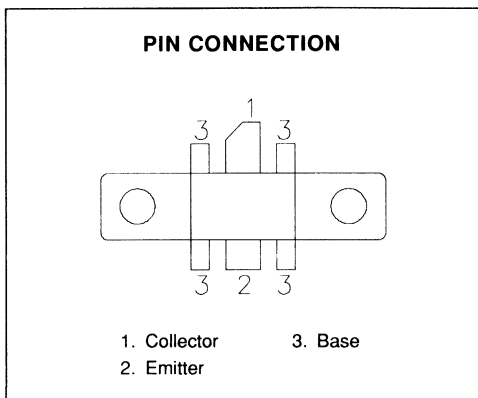 PIN CONNECTION
1
3 3
3 2 3
1. Collector 3. Base
2. Emitter